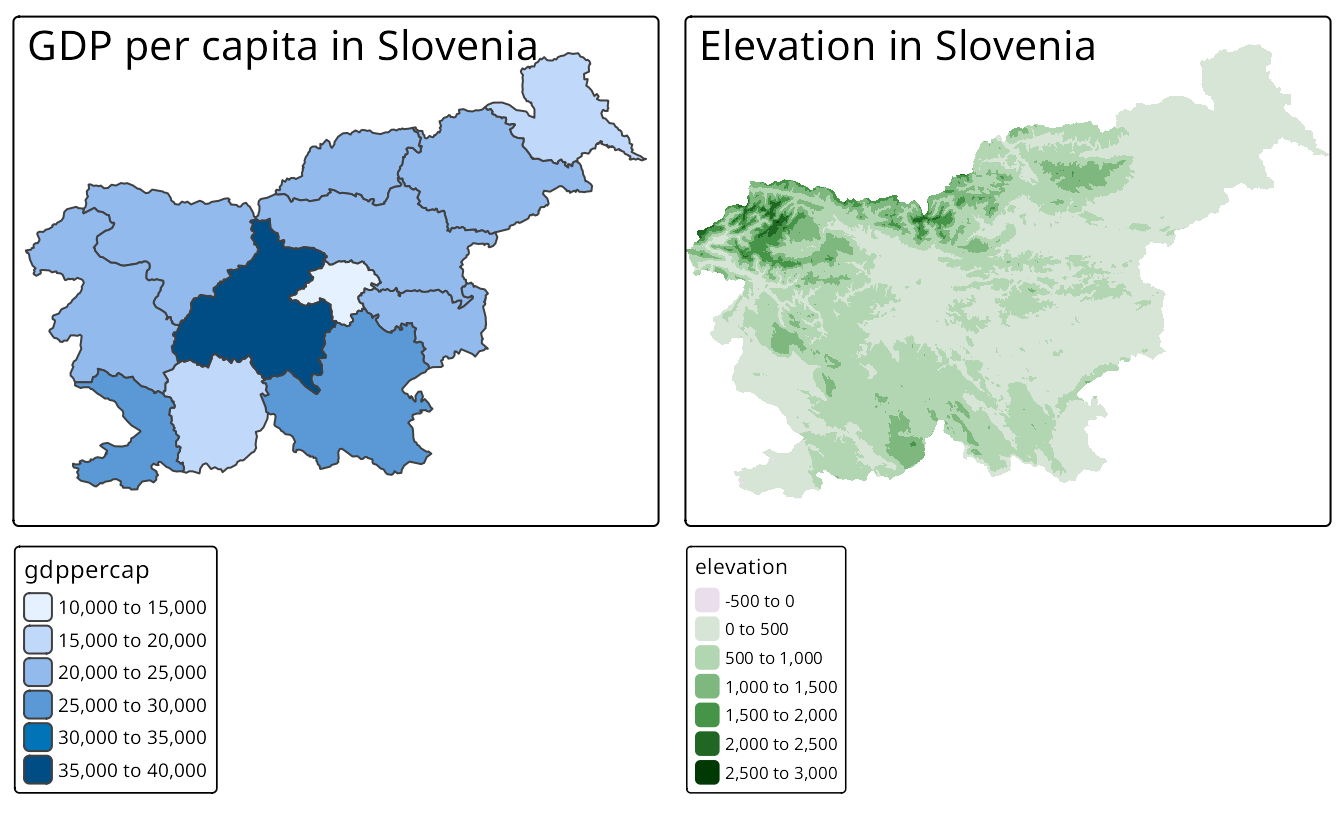 GDP per capita in Slovenia
Elevation in Slovenia
gdppercap
10,000 to 15,000
15,000 to 20,000
20,000 to 25,000
25,000 to 30,000
30,000 to 35,000
35,000 to 40,000
elevation
-500 to 0
0 to 500
500 to 1,000
1,000 to 1,500
1,500 to 2,000
2,000 to 2,500
2,500 to 3,000